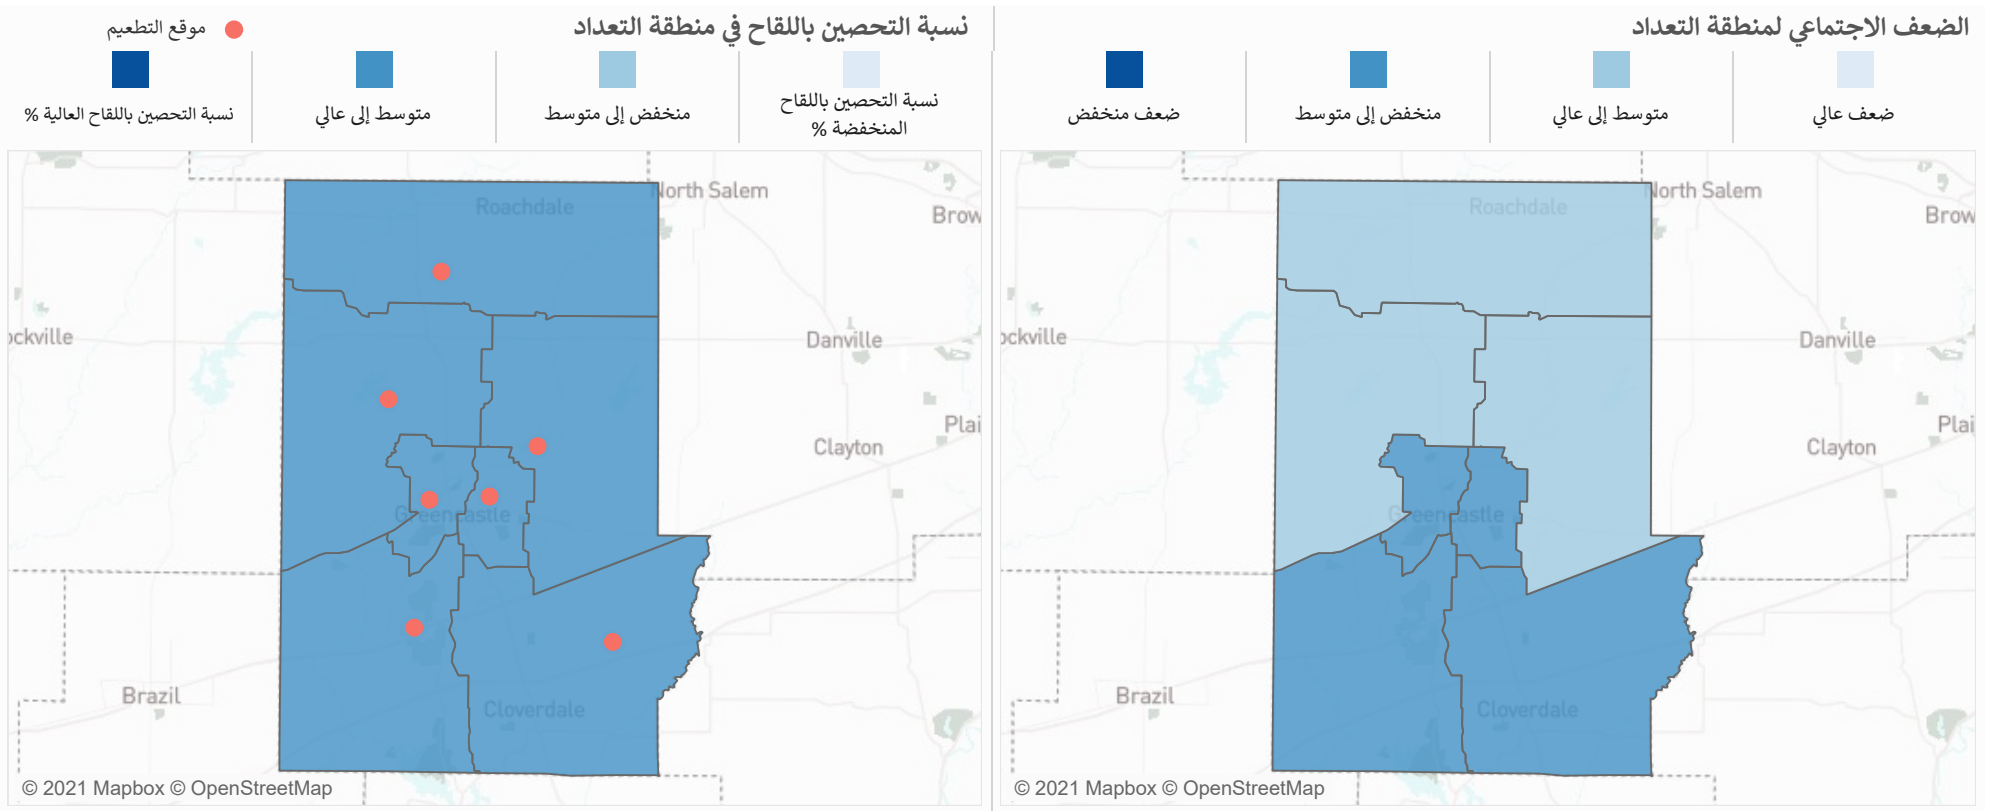 الضعف الاجتماعي لمنطقة التعداد
ضعف عالي
متوسط إلى عالي
منخفض إلى متوسط
ضعف منخفض
نسبة التحصين باللقاح في منطقة التعداد
موقع التطعيم
نسبة التحصين باللقاح
المنخفضة %
منخفض إلى متوسط
متوسط إلى عالي
نسبة التحصين باللقاح العالية %
North Salem
Roachdale
Brow
ockville
Danville
Plai
Clayton
Greencastle
Brazil
Cloverdale
© 2021 Mapbox © OpenStreetMap
North Salem
Roachdale
Brow
ockville
Danville
Plai
Clayton
Greencastle
Brazil
Cloverdale
© 2021 Mapbox © OpenStreetMap